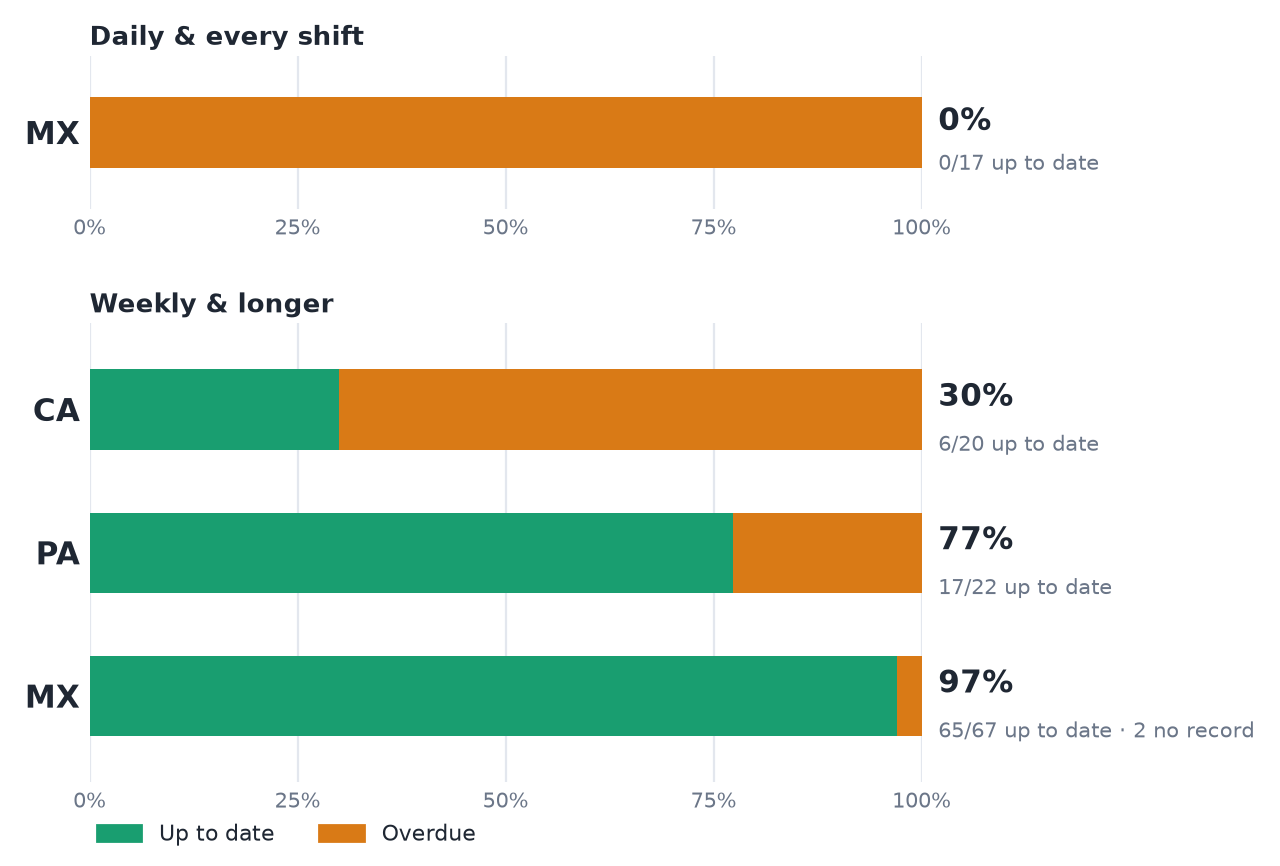 Daily & every shift
MX
0%
0/17 up to date
0% 25% 50% 75% 100%
Weekly & longer
CA
30%
6/20 up to date
PA
77%
17/22 up to date
MX
97%
65/67 up to date · 2 no record
0% 25% 50% 75% 100%
Up to date Overdue